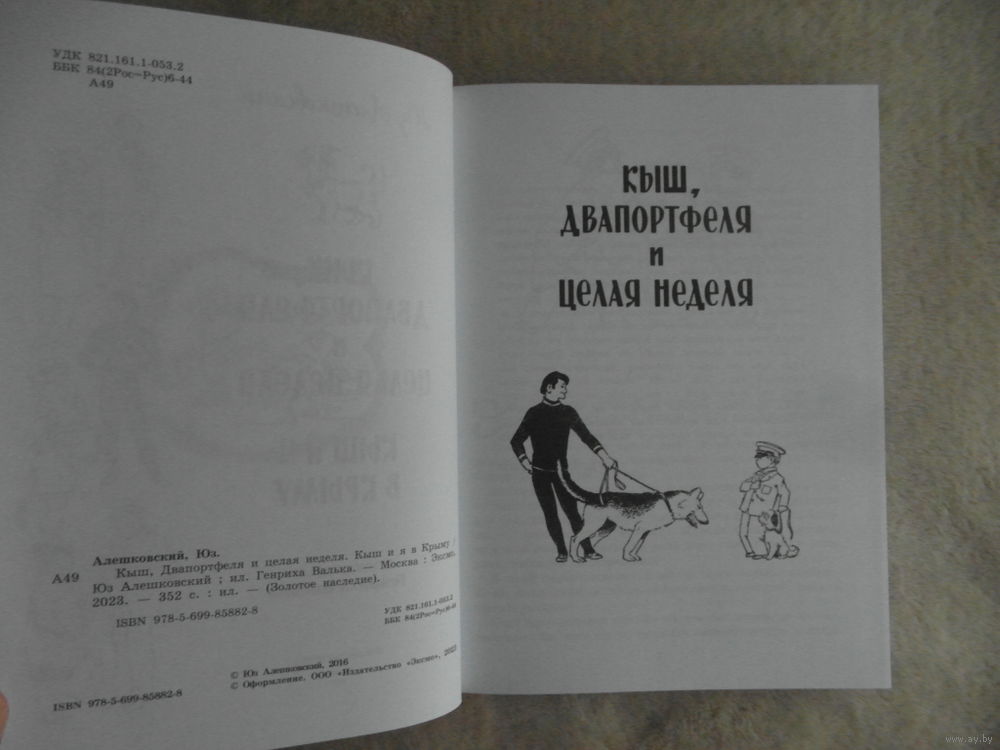 УДК 821.161.1-053.2
ББК 84(2Рос=Рус)6-44
А49
Алешковский, Юз.
А49
Кыш, Двапортфеля и целая неделя. Кыш и я в Крыму /
Юз Алешковский ; ил. Генриха Валька. — Москва : Эксмо,
2023. — 352 с. : ил. — (Золотое наследие).
ISBN 978-5-699-85882-8
УДК 821.161.1-053.2
ББК 84(2Рос=Рус)6-44
© Юз Алешковский, 2016
© Оформление. ООО «Издательство «Эксмо», 2023
ISBN 978-5-699-85882-8
КЫШ,
ДВАПОРТФЕЛЯ
И
ЦЕЛАЯ НЕДЕЛЯ
www.ay.by